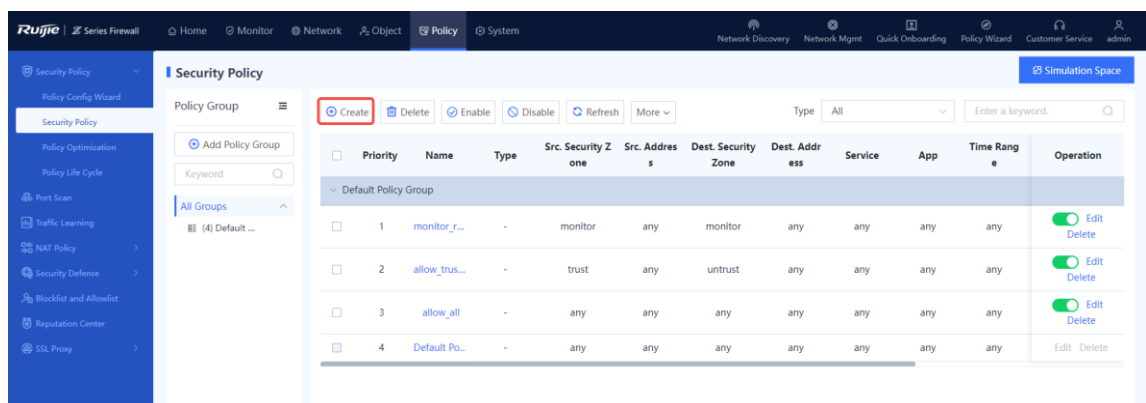 Ruijie | Z Series Firewall Home Monitor Network Object Policy System Network Discovery Network Mgmt Quick Onboarding Policy Wizard Customer Service admin
Security Policy
Policy Config Wizard
Security Policy
Policy Optimization
Policy Life Cycle
Port Scan
Traffic Learning
NAT Policy
Security Defense
Blocklist and Allowlist
Reputation Center
SSL Proxy
Security Policy Simulation Space
Policy Group
Add Policy Group
Keyword
All Groups
(4) Default ...
Create Delete Enable Disable Refresh More Type All Enter a keyword.
Priority Name Type Src. Security Z Src. Addres Dest. Security Dest. Addr Service App Time Rang Operation
one s Zone ess e
Default Policy Group
1 monitor_r... - monitor any monitor any any any any Edit
Delete
2 allow_trus... - trust any untrust any any any any Edit
Delete
3 allow_all - any any any any any any any Edit
Delete
4 Default Po... - any any any any any any any Edit Delete